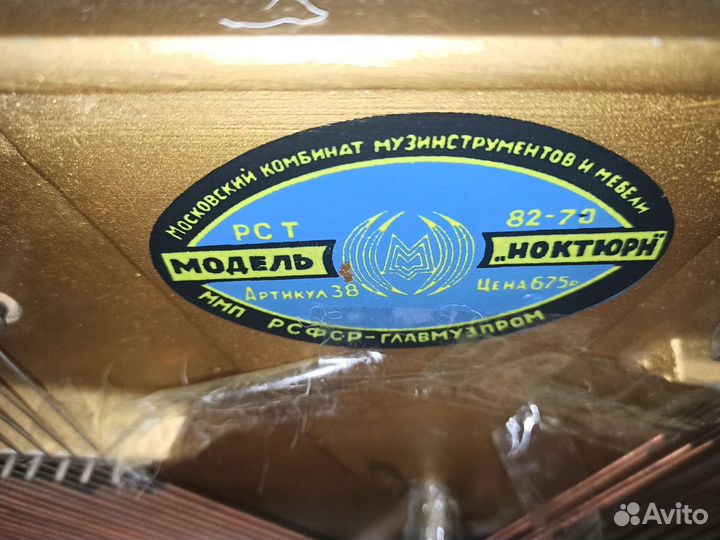 МОСКОВСКИЙ КОМБИНАТ МУЗИНСТРУМЕНТОВ И МЕБЕЛИ
РСТ 82-70
МОДЕЛЬ „НОКТЮРН"
АРТИКУЛ 38 ЦЕНА 675р
ММП РСФСР-ГЛАВМУЗПРОМ
Avito